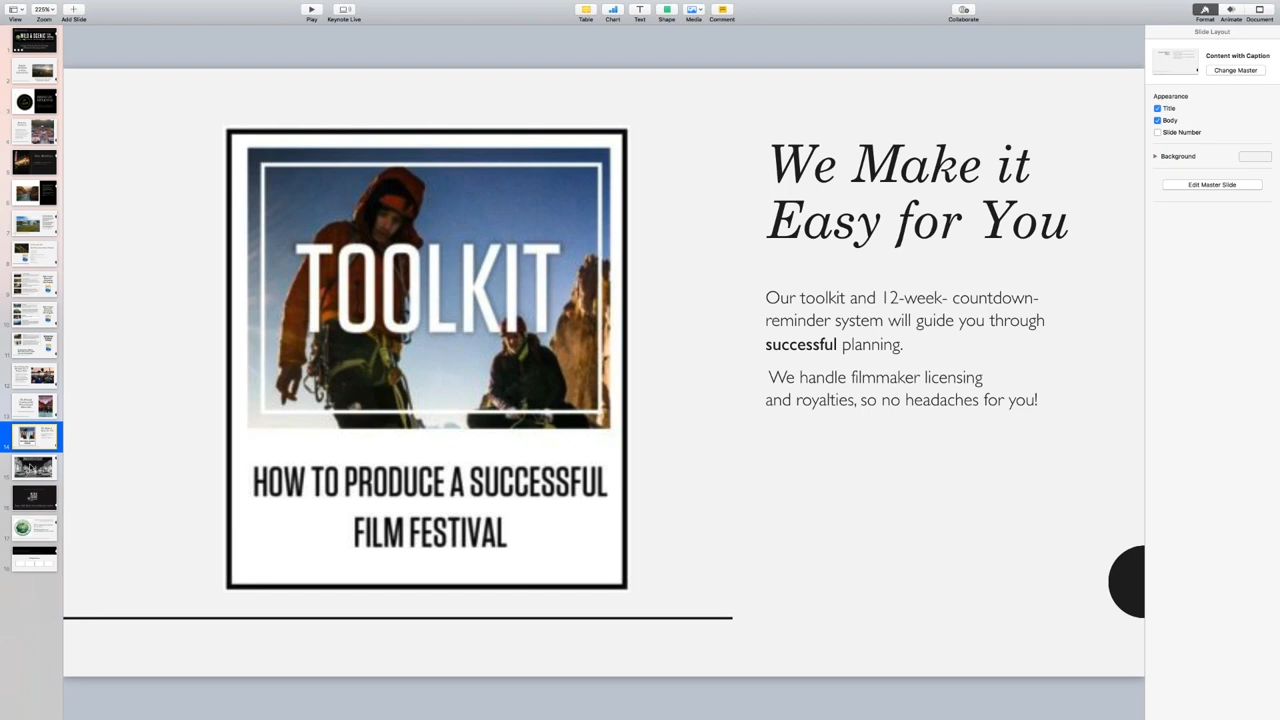 225%
View
Zoom
Add Slide
Play
Keynote Live
Table
Chart
Text
Shape
Media
Comment
Collaborate
Format
Animate
Document
Slide Layout
Content with Caption
Change Master
Appearance
Title
Body
Slide Number
Background
Edit Master Slide
TOOLKIT
HOW TO PRODUCE A SUCCESSFUL
FILM FESTIVAL
We Make it
Easy for You
Our toolkit and 12-week- countdown-
reminder system will guide you through
successful planning.
We handle filmmaker licensing
and royalties, so no headaches for you!